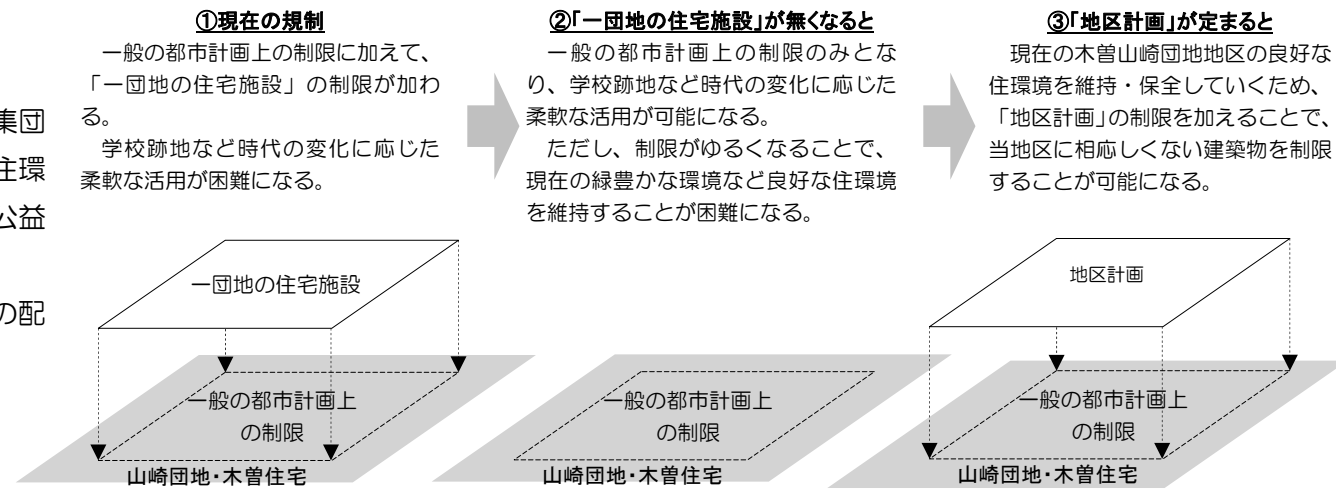 集団
住環
公益
の配
①現在の規制
一般の都市計画上の制限に加えて、
「一団地の住宅施設」の制限が加わ
る。
学校跡地など時代の変化に応じた
柔軟な活用が困難になる。
②「一団地の住宅施設」が無くなると
一般の都市計画上の制限のみとな
り、学校跡地など時代の変化に応じた
柔軟な活用が可能になる。
ただし、制限がゆるくなることで、
現在の緑豊かな環境など良好な住環境
を維持することが困難になる。
③「地区計画」が定まると
現在の木曽山崎団地地区の良好な
住環境を維持・保全していくため、
「地区計画」の制限を加えることで、
当地区に相応しくない建築物を制限
することが可能になる。
一団地の住宅施設
一般の都市計画上
の制限
山崎団地・木曽住宅
一般の都市計画上
の制限
山崎団地・木曽住宅
地区計画
一般の都市計画上
の制限
山崎団地・木曽住宅